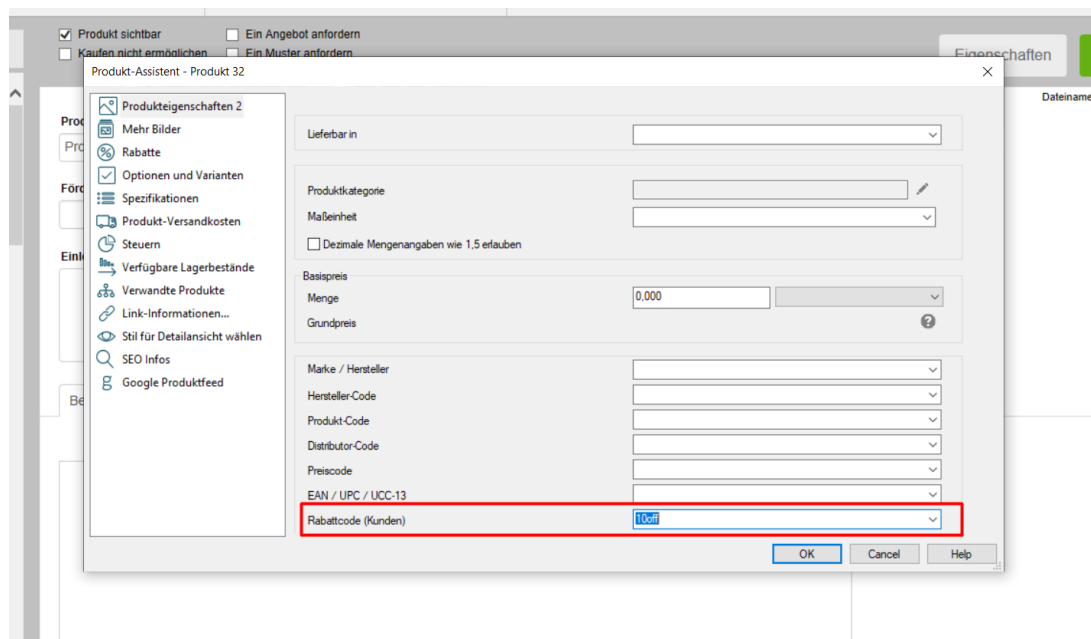 Produkt sichtbar
Ein Angebot anfordern
Kaufen nicht ermöglichen
Ein Muster anfordern
Eigenschaften
Produkt-Assistent - Produkt 32
Dateiname
Produkteigenschaften 2
Mehr Bilder
Rabatte
Optionen und Varianten
Spezifikationen
Produkt-Versandkosten
Steuern
Verfügbare Lagerbestände
Verwandte Produkte
Link-Informationen...
Stil für Detailansicht wählen
SEO Infos
Google Produktfeed
Lieferbar in
Produktkategorie
Maßeinheit
Dezimale Mengenangaben wie 1,5 erlauben
Basispreis
Menge
0,000
Grundpreis
Marke / Hersteller
Hersteller-Code
Produkt-Code
Distributor-Code
Preiscode
EAN / UPC / UCC-13
Rabattcode (Kunden)
10off
OK
Cancel
Help